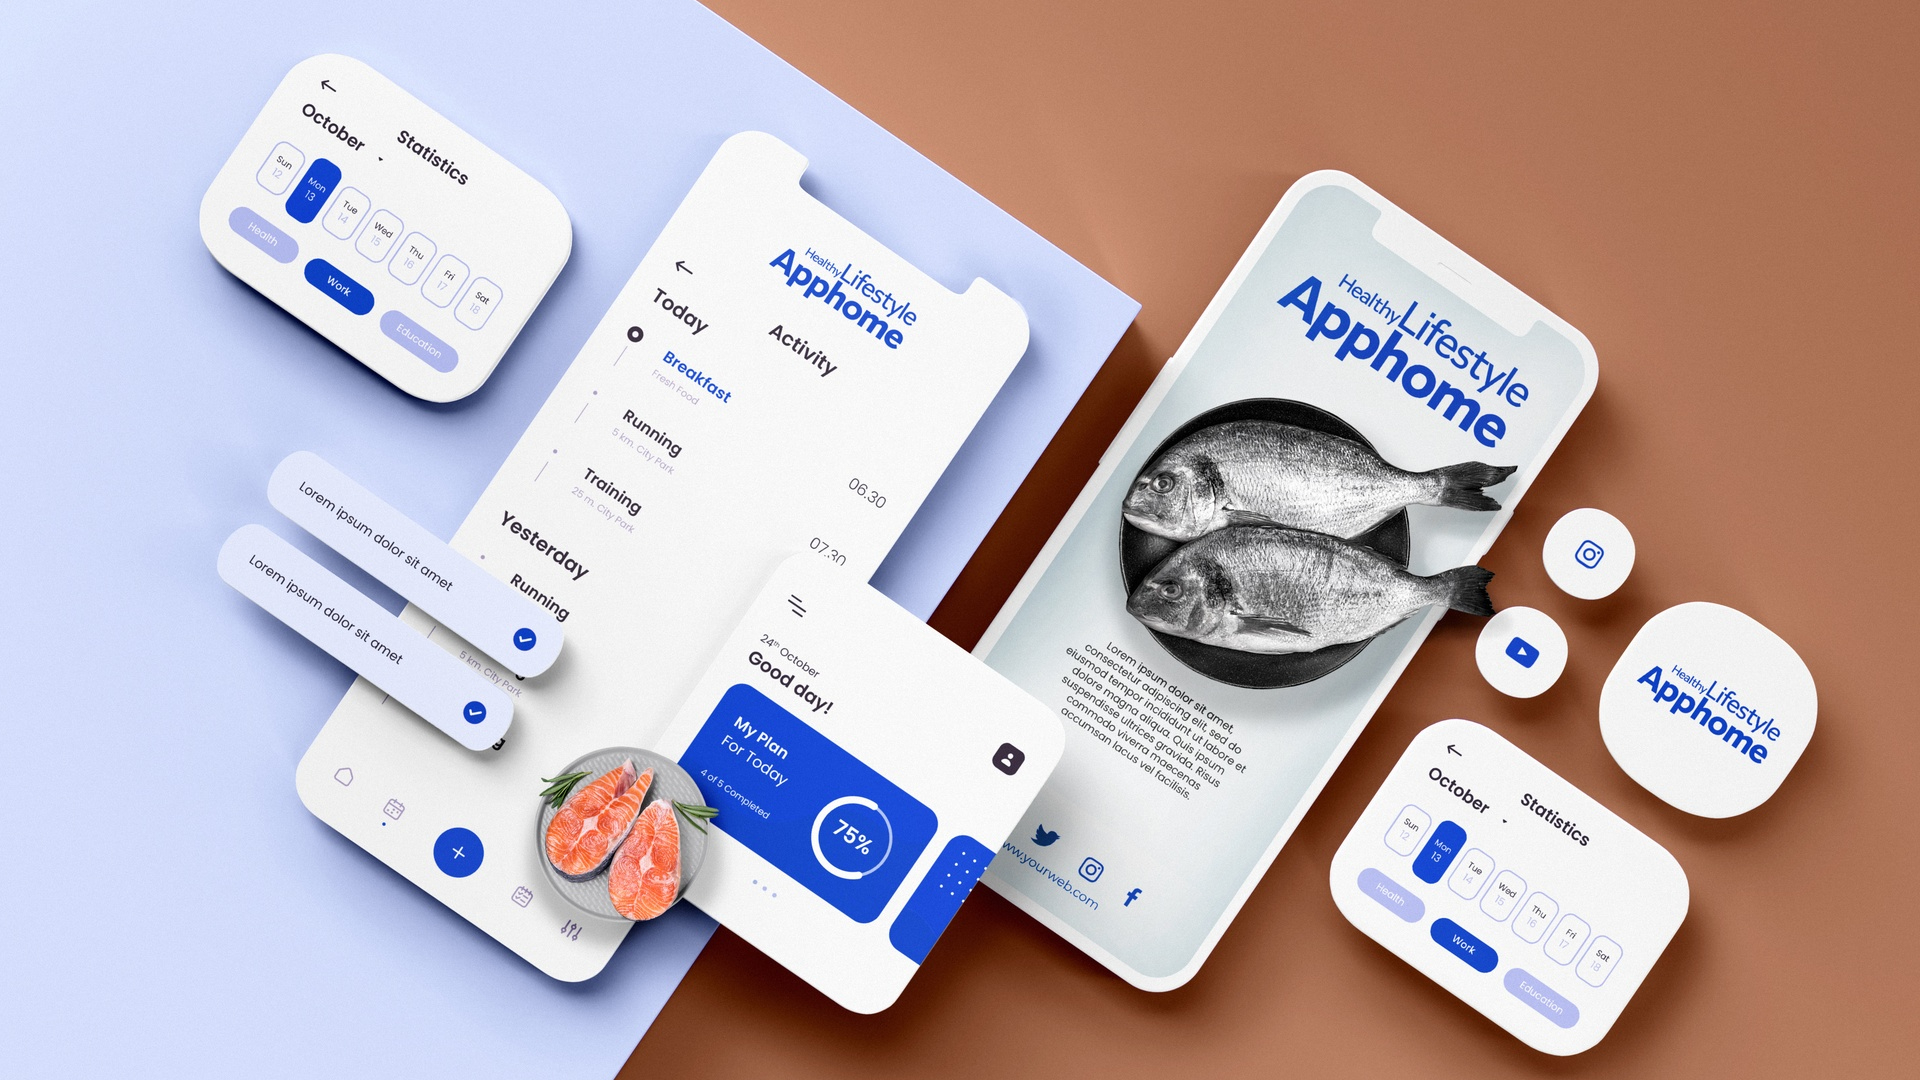 October
Statistics
Sun 12
Mon 13
Tue 14
Wed 15
Thu 16
Fri 17
Sat 18
Health
Work
Education
Lorem ipsum dolor sit amet
Lorem ipsum dolor sit amet
Healthy Lifestyle
Apphome
Today
Activity
Breakfast
Fresh Food
Running
5 km. City Park
06.30
Training
25 m. City Park
07.30
Yesterday
Running
5 km. City Park
24th October
Good day!
My Plan
For Today
4 of 5 Completed
75%
Healthy Lifestyle
Apphome
Lorem ipsum dolor sit amet,
consectetur adipiscing elit, sed do
eiusmod tempor incididunt ut labore et
dolore magna aliqua. Quis ipsum
suspendisse ultrices gravida. Risus
commodo viverra maecenas
accumsan lacus vel facilisis.
www.yourweb.com
Healthy Lifestyle
Apphome
October
Statistics
Sun 12
Mon 13
Tue 14
Wed 15
Thu 16
Fri 17
Sat 18
Health
Work
Education